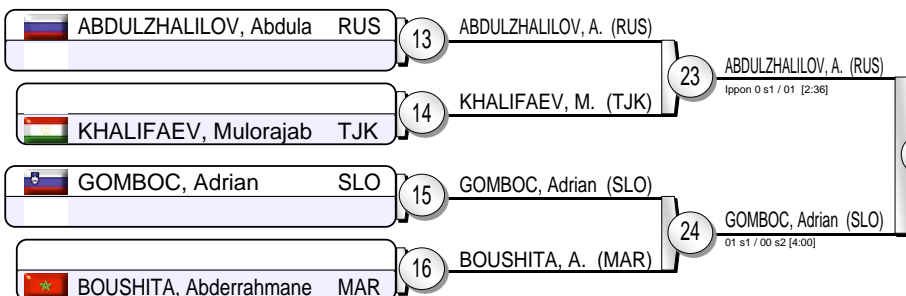 ABDULZHALILOV, Abdula RUS
13
ABDULZHALILOV, A. (RUS)
23
ABDULZHALILOV, A. (RUS)
Ippon 0 s1 / 01 [2:36]
KHALIFAEV, Mulorajab TJK
14
KHALIFAEV, M. (TJK)
GOMBOC, Adrian SLO
15
GOMBOC, Adrian (SLO)
24
GOMBOC, Adrian (SLO)
01 s1 / 00 s2 [4:00]
BOUSHITA, Abderrahmane MAR
16
BOUSHITA, A. (MAR)